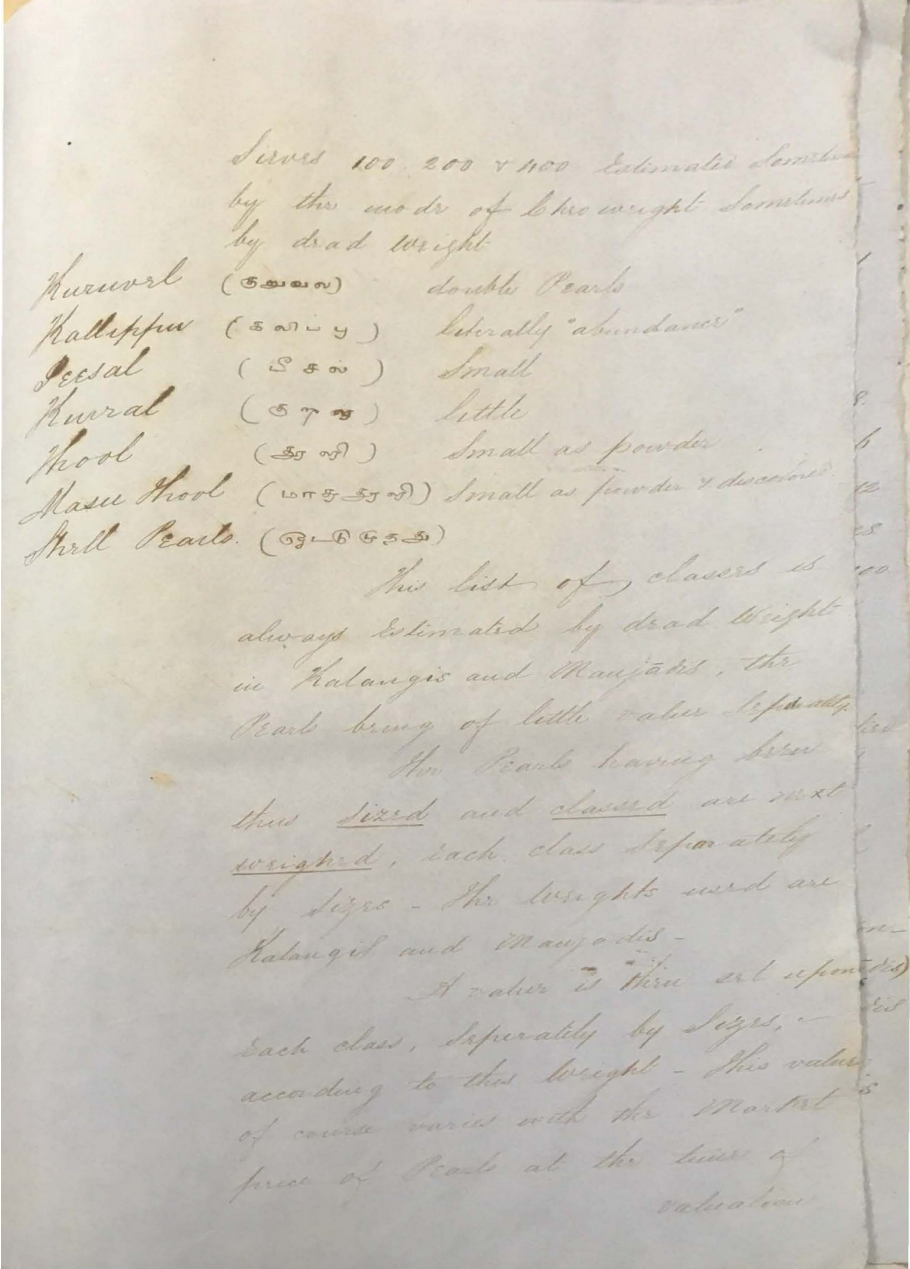 Sieves 100. 200 & 400 Estimated Sometimes
by the mode of Chevo weight Sometimes
by dead weight
Kuruvel (குறுவல) double Pearls
Kallippu (கலிப்பு) literally "abundance"
Peesal (பீசல்) Small
Kurral (குறல) little
Thool (தூள்) Small as powder
Masu Thool (மாசுதூள்) Small as powder & discolored
Shell Pearls. (ஓட்டுமுத்து)
This list of classes is
always Estimated by dead Weight
in Kalangis and Manjādis, the
Pearls being of little value Seperately.
The Pearls having been
thus sized and classed are next
weighed, Each class Seperately
by Sizes - The Weights used are
Kalangis and Manjadis -
A value is then set upon
Each class, Seperately by Sizes, -
according to this Weight - This value
of course varies with the Market
price of Pearls at the time of
valuation